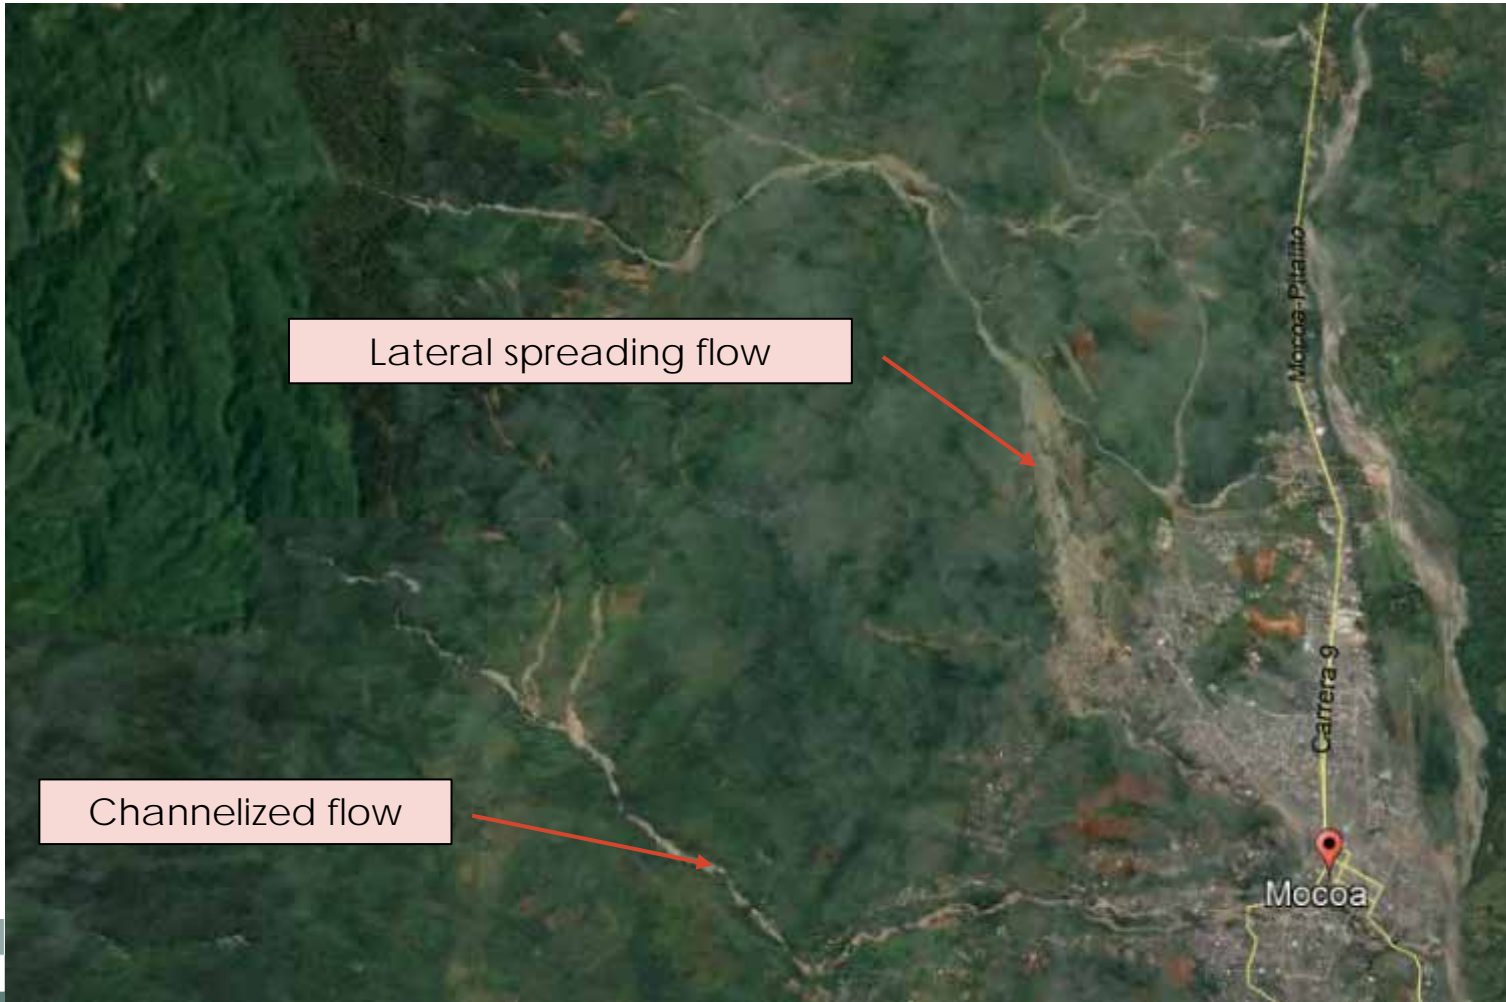 Mocoa-Pitalito
Lateral spreading flow
Carrera 9
Channelized flow
Mocoa